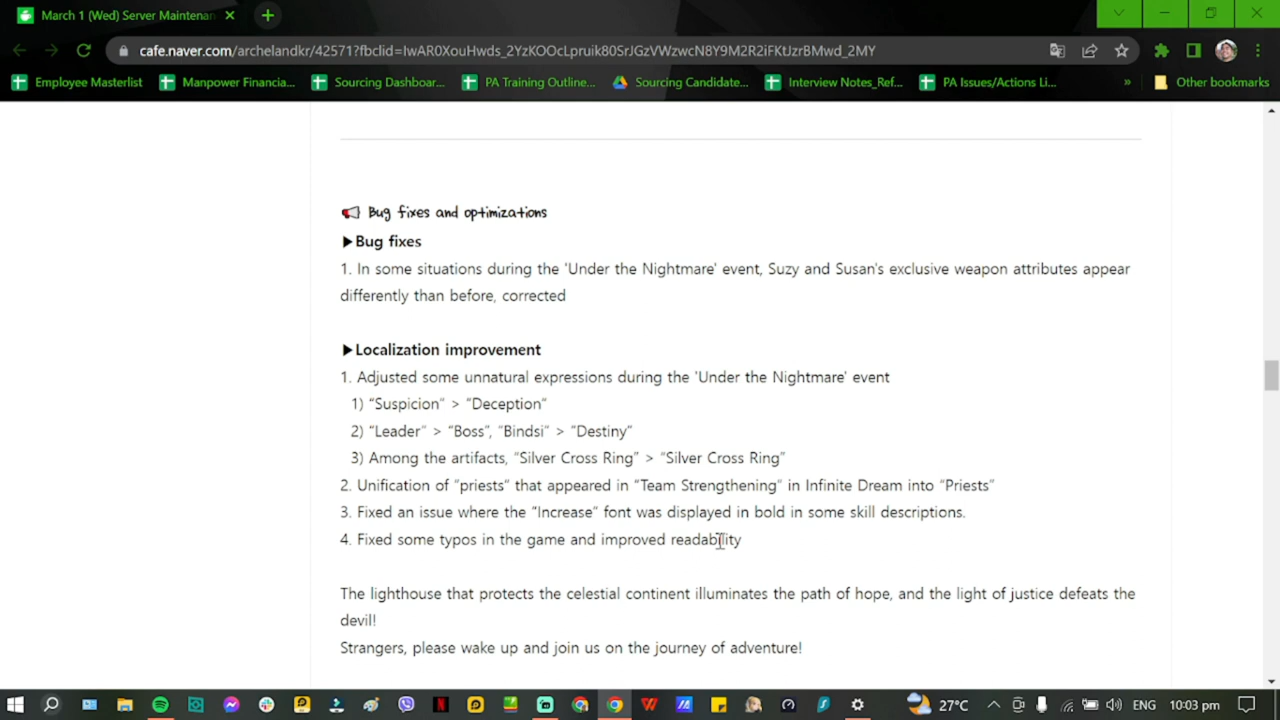 March 1 (Wed) Server Maintenan
cafe.naver.com/archelandkr/42571?fbclid=IwAR0XouHwds_2YzKOOcLpruik80SrJGzVWzwcN8Y9M2R2iFKtJzrBMwd_2MY
Employee Masterlist Manpower Financia... Sourcing Dashboar... PA Training Outline... Sourcing Candidate... Interview Notes_Ref... PA Issues/Actions Li... » Other bookmarks
Bug fixes and optimizations
▶Bug fixes
1. In some situations during the 'Under the Nightmare' event, Suzy and Susan's exclusive weapon attributes appear
differently than before, corrected
▶Localization improvement
1. Adjusted some unnatural expressions during the 'Under the Nightmare' event
1) “Suspicion” > “Deception”
2) “Leader” > “Boss”, “Bindsi” > “Destiny”
3) Among the artifacts, “Silver Cross Ring” > “Silver Cross Ring”
2. Unification of “priests” that appeared in “Team Strengthening” in Infinite Dream into “Priests”
3. Fixed an issue where the “Increase” font was displayed in bold in some skill descriptions.
4. Fixed some typos in the game and improved readability
The lighthouse that protects the celestial continent illuminates the path of hope, and the light of justice defeats the
devil!
Strangers, please wake up and join us on the journey of adventure!
27°C ENG 10:03 pm